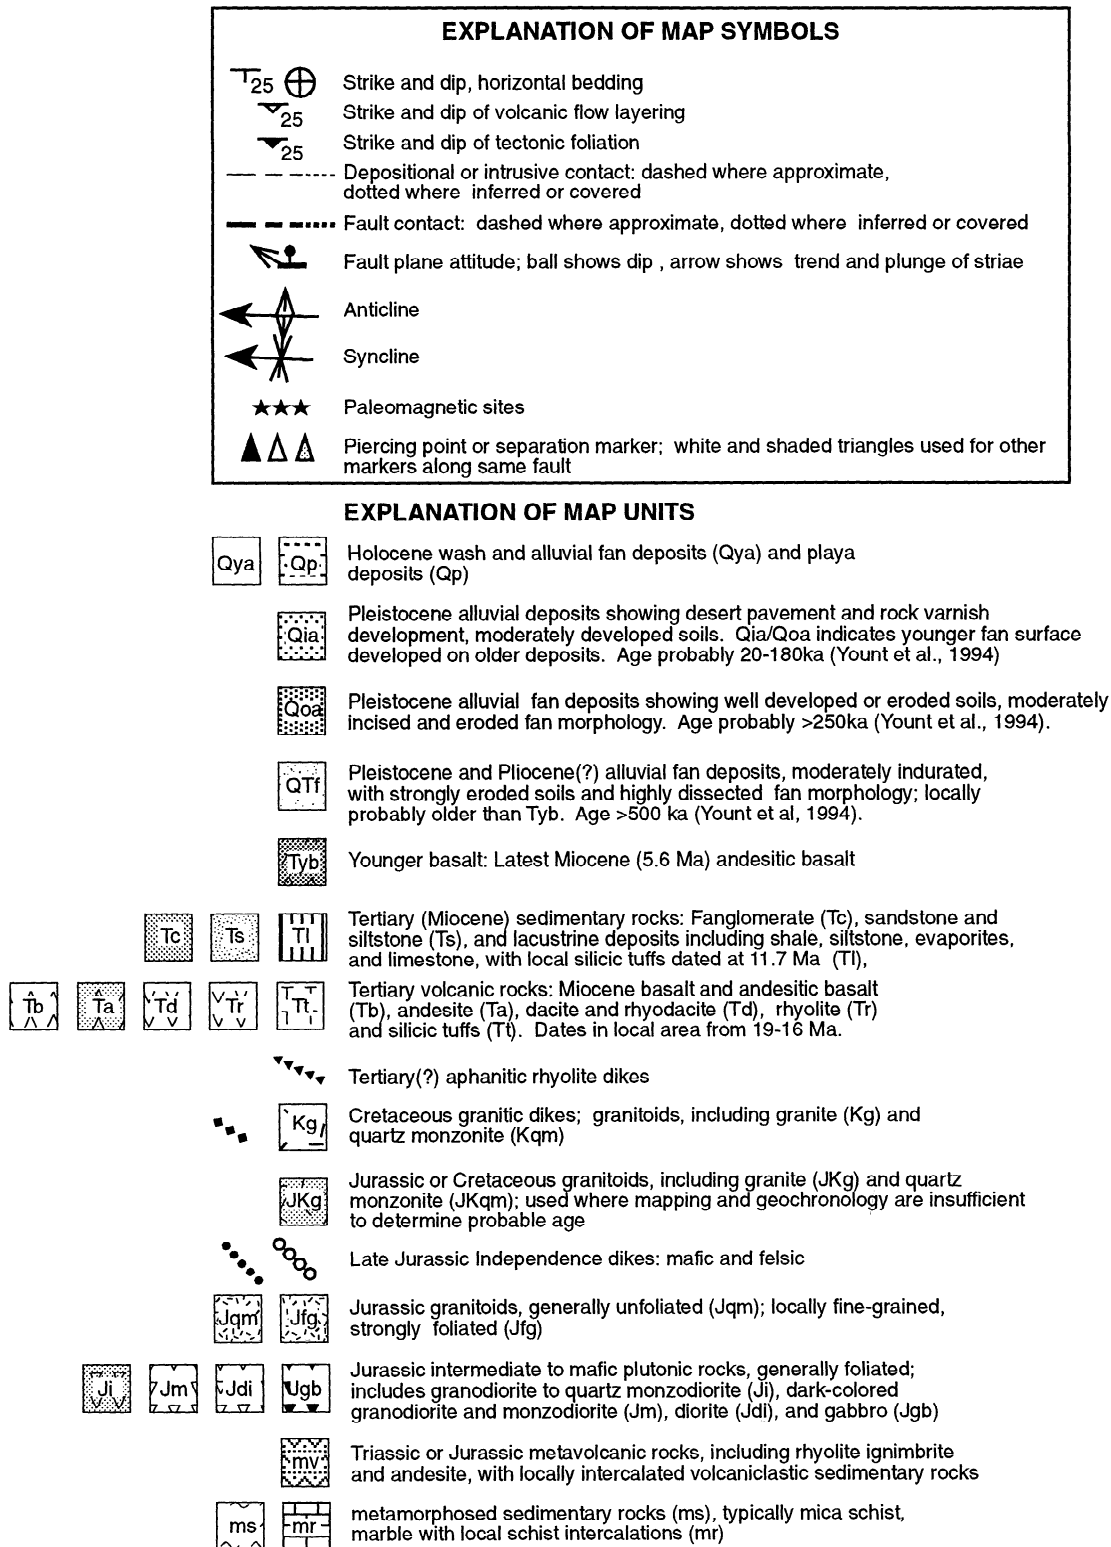 EXPLANATION OF MAP SYMBOLS
25 Strike and dip, horizontal bedding
25 Strike and dip of volcanic flow layering
25 Strike and dip of tectonic foliation
Depositional or intrusive contact: dashed where approximate,
dotted where inferred or covered
Fault contact: dashed where approximate, dotted where inferred or covered
Fault plane attitude; ball shows dip , arrow shows trend and plunge of striae
Anticline
Syncline
Paleomagnetic sites
Piercing point or separation marker; white and shaded triangles used for other
markers along same fault
EXPLANATION OF MAP UNITS
Qya Qp Holocene wash and alluvial fan deposits (Qya) and playa
deposits (Qp)
Pleistocene alluvial deposits showing desert pavement and rock varnish
Qia development, moderately developed soils. Qia/Qoa indicates younger fan surface
developed on older deposits. Age probably 20-180ka (Yount et al., 1994)
Qoa Pleistocene alluvial fan deposits showing well developed or eroded soils, moderately
incised and eroded fan morphology. Age probably >250ka (Yount et al., 1994).
Pleistocene and Pliocene(?) alluvial fan deposits, moderately indurated,
QTf with strongly eroded soils and highly dissected fan morphology; locally
probably older than Tyb. Age >500 ka (Yount et al, 1994).
Tyb Younger basalt: Latest Miocene (5.6 Ma) andesitic basalt
Tertiary (Miocene) sedimentary rocks: Fanglomerate (Tc), sandstone and
Tc Ts Tl siltstone (Ts), and lacustrine deposits including shale, siltstone, evaporites,
and limestone, with local silicic tuffs dated at 11.7 Ma (Tl),
Tertiary volcanic rocks: Miocene basalt and andesitic basalt
Tb Ta Td Tr Tt (Tb), andesite (Ta), dacite and rhyodacite (Td), rhyolite (Tr)
and silicic tuffs (Tt). Dates in local area from 19-16 Ma.
Tertiary(?) aphanitic rhyolite dikes
Kg Cretaceous granitic dikes; granitoids, including granite (Kg) and
quartz monzonite (Kqm)
Jurassic or Cretaceous granitoids, including granite (JKg) and quartz
JKg monzonite (JKqm); used where mapping and geochronology are insufficient
to determine probable age
Late Jurassic Independence dikes: mafic and felsic
Jqm Jfg Jurassic granitoids, generally unfoliated (Jqm); locally fine-grained,
strongly foliated (Jfg)
Jurassic intermediate to mafic plutonic rocks, generally foliated;
Ji Jm Jdi Jgb includes granodiorite to quartz monzodiorite (Ji), dark-colored
granodiorite and monzodiorite (Jm), diorite (Jdi), and gabbro (Jgb)
mv Triassic or Jurassic metavolcanic rocks, including rhyolite ignimbrite
and andesite, with locally intercalated volcaniclastic sedimentary rocks
ms mr metamorphosed sedimentary rocks (ms), typically mica schist,
marble with local schist intercalations (mr)